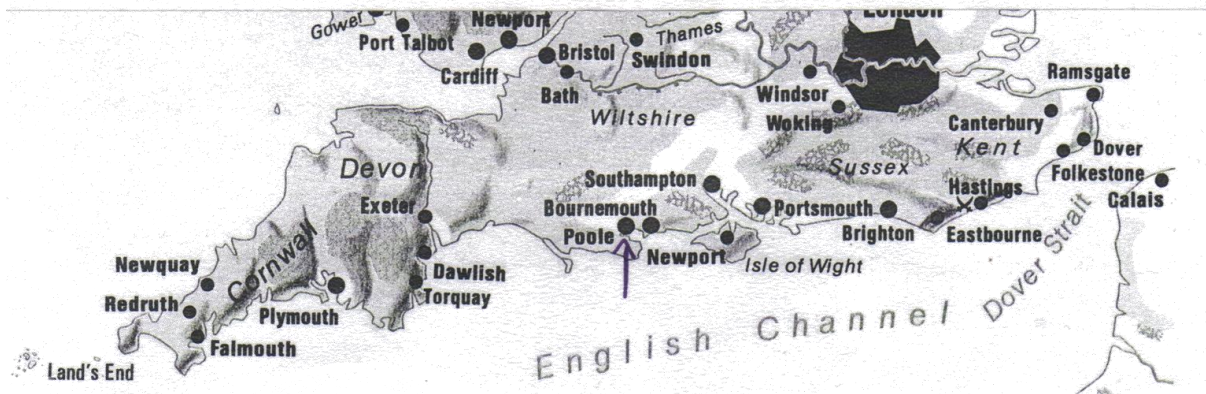 London
Gower
Newport
Port Talbot
Thames
Bristol
Swindon
Cardiff
Bath
Windsor
Ramsgate
Wiltshire
Woking
Canterbury
Kent
Dover
Devon
Sussex
Folkestone
Southampton
Hastings
Calais
Exeter
Bournemouth
Portsmouth
Poole
Brighton
Eastbourne
Newport
Isle of Wight
Dover Strait
Newquay
Cornwall
Dawlish
Redruth
Plymouth
Torquay
English Channel
Falmouth
Land's End